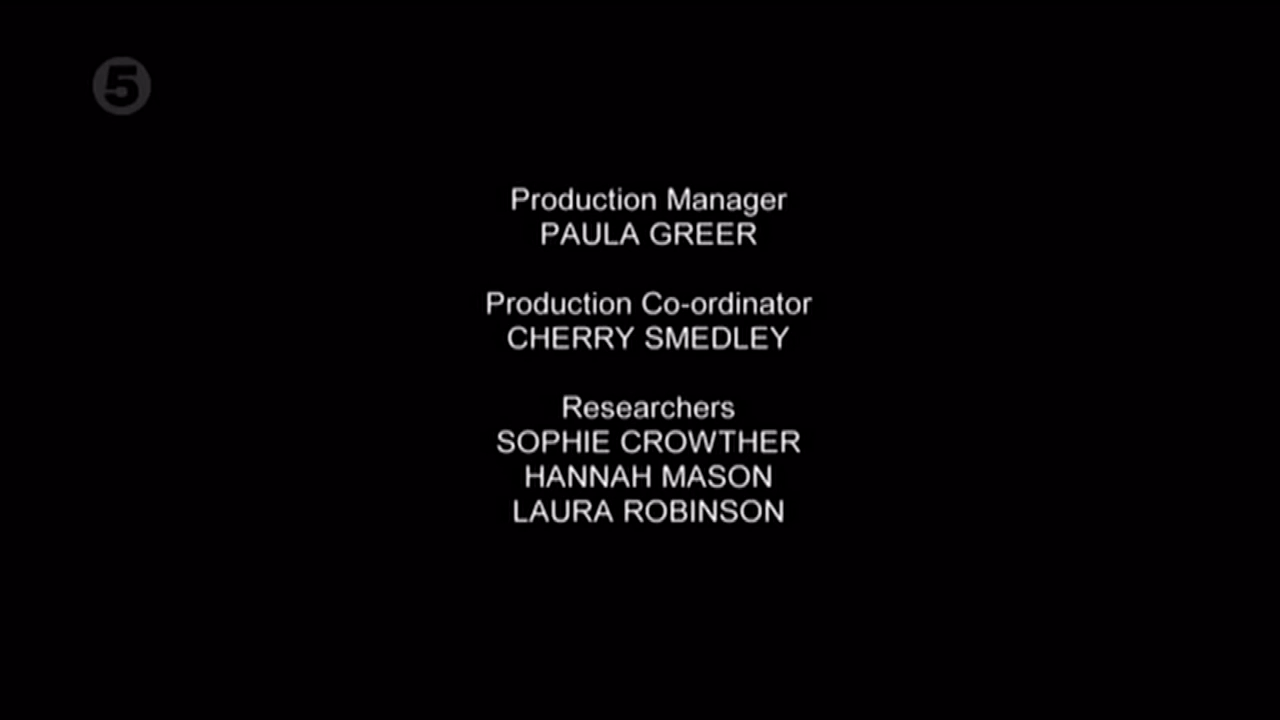 5
Production Manager
PAULA GREER
Production Co-ordinator
CHERRY SMEDLEY
Researchers
SOPHIE CROWTHER
HANNAH MASON
LAURA ROBINSON